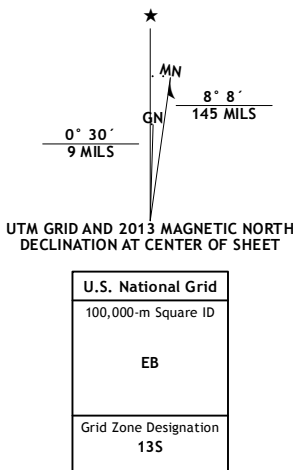 ★
MN
GN
8° 8´
145 MILS
0° 30´
9 MILS
UTM GRID AND 2013 MAGNETIC NORTH
DECLINATION AT CENTER OF SHEET
U.S. National Grid
100,000-m Square ID
EB
Grid Zone Designation
13S